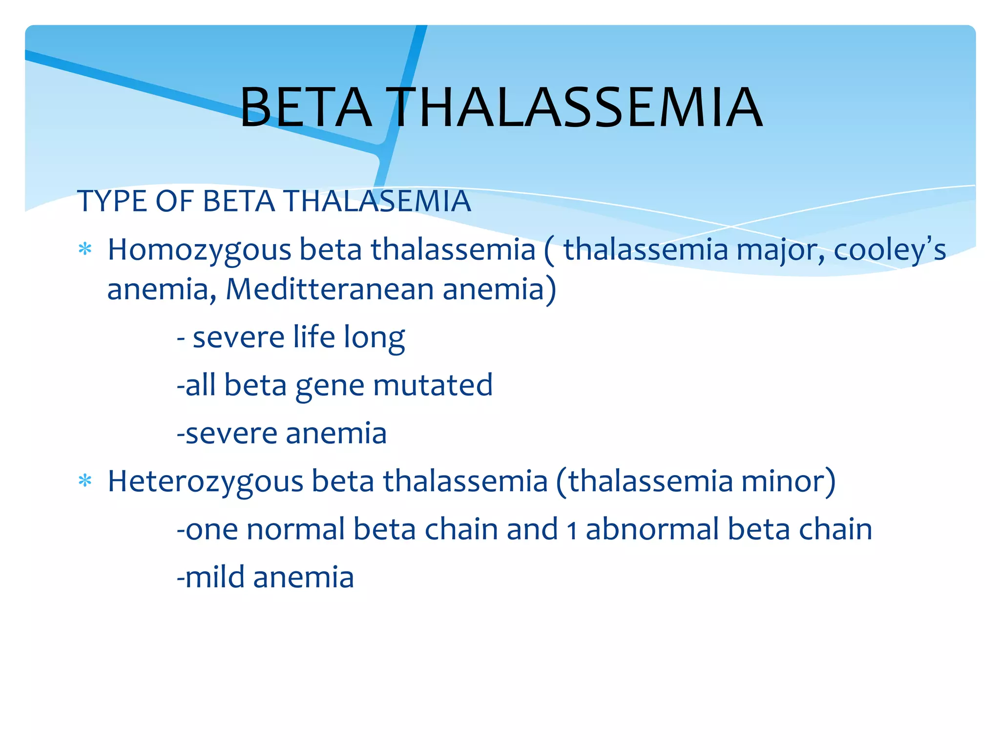 BETA THALASSEMIA
TYPE OF BETA THALASEMIA
* Homozygous beta thalassemia ( thalassemia major, cooley’s
anemia, Meditteranean anemia)
- severe life long
-all beta gene mutated
-severe anemia
* Heterozygous beta thalassemia (thalassemia minor)
-one normal beta chain and 1 abnormal beta chain
-mild anemia